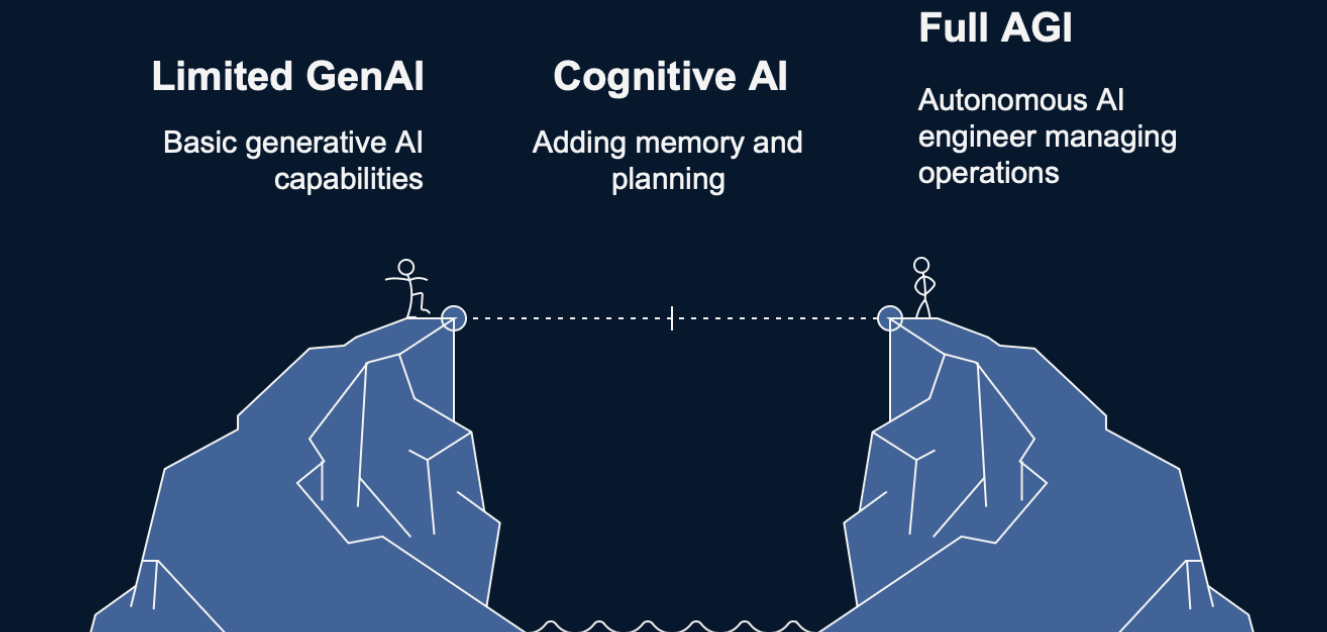 Limited GenAI
Basic generative AI
capabilities
Cognitive AI
Adding memory and
planning
Full AGI
Autonomous AI
engineer managing
operations